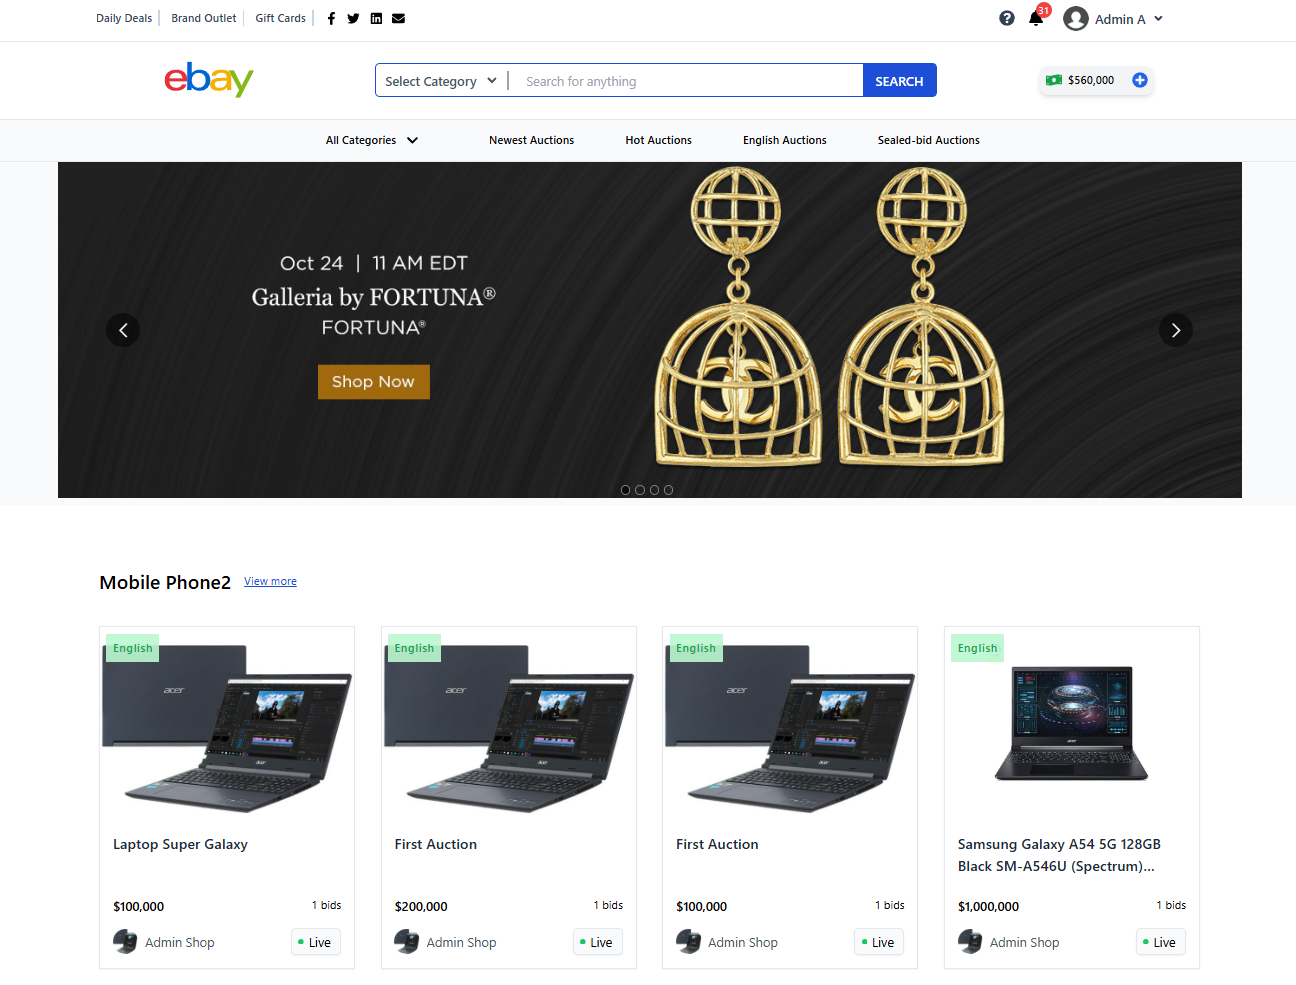 Daily Deals
Brand Outlet
Gift Cards
31
Admin A
ebay
Select Category
Search for anything
SEARCH
$560,000
All Categories
Newest Auctions
Hot Auctions
English Auctions
Sealed-bid Auctions
Oct 24 | 11 AM EDT
Galleria by FORTUNA®
FORTUNA®
Shop Now
Mobile Phone2
View more
English
acer
Laptop Super Galaxy
$100,000
1 bids
Admin Shop
Live
English
acer
First Auction
$200,000
1 bids
Admin Shop
Live
English
acer
First Auction
$100,000
1 bids
Admin Shop
Live
English
Samsung Galaxy A54 5G 128GB
Black SM-A546U (Spectrum)...
$1,000,000
1 bids
Admin Shop
Live